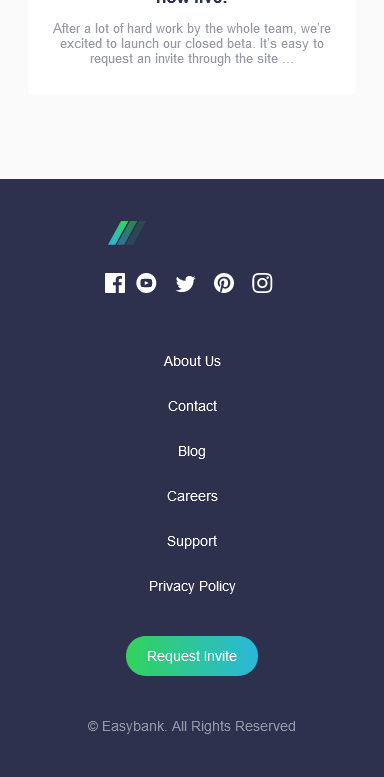 now live!
After a lot of hard work by the whole team, we’re
excited to launch our closed beta. It’s easy to
request an invite through the site ...
About Us
Contact
Blog
Careers
Support
Privacy Policy
Request Invite
© Easybank. All Rights Reserved